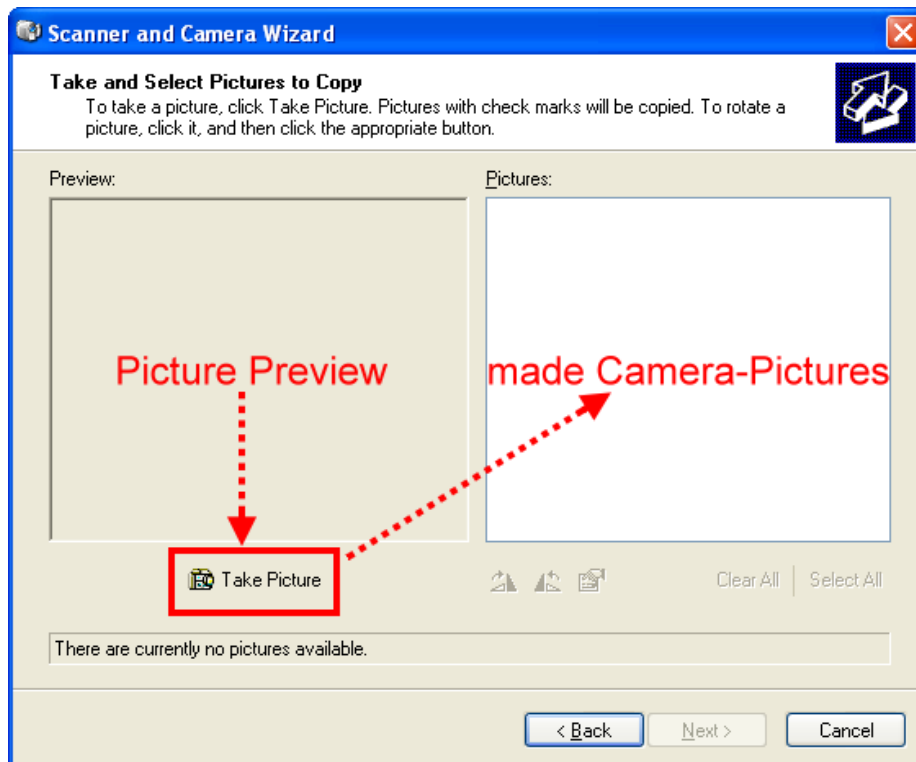 Scanner and Camera Wizard
Take and Select Pictures to Copy
To take a picture, click Take Picture. Pictures with check marks will be copied. To rotate a
picture, click it, and then click the appropriate button.
Preview:
Pictures:
Picture Preview
made Camera-Pictures
Take Picture
Clear All
Select All
There are currently no pictures available.
< Back
Next >
Cancel